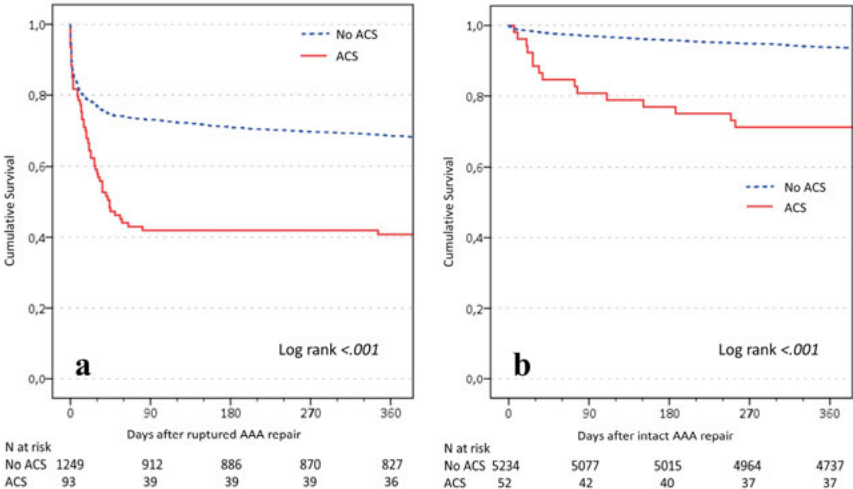 1,0
0,8
0,6
0,4
0,2
0,0
Cumulative Survival
No ACS
ACS
a
Log rank <.001
0 90 180 270 360
Days after ruptured AAA repair
N at risk
No ACS 1249 912 886 870 827
ACS 93 39 39 39 36
1,0
0,8
0,6
0,4
0,2
0,0
Cumulative Survival
No ACS
ACS
b
Log rank <.001
0 90 180 270 360
Days after intact AAA repair
N at risk
No ACS 5234 5077 5015 4964 4737
ACS 52 42 40 37 37